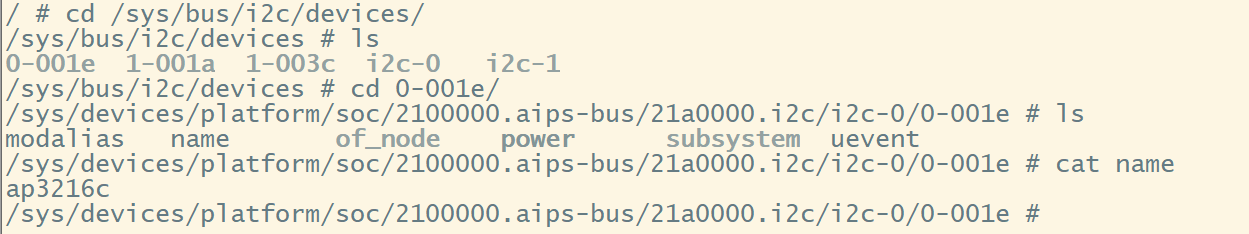 / # cd /sys/bus/i2c/devices/
/sys/bus/i2c/devices # ls
0-001e  1-001a  1-003c  i2c-0   i2c-1
/sys/bus/i2c/devices # cd 0-001e/
/sys/devices/platform/soc/2100000.aips-bus/21a0000.i2c/i2c-0/0-001e # ls
modalias   name       of_node    power      subsystem  uevent
/sys/devices/platform/soc/2100000.aips-bus/21a0000.i2c/i2c-0/0-001e # cat name
ap3216c
/sys/devices/platform/soc/2100000.aips-bus/21a0000.i2c/i2c-0/0-001e #